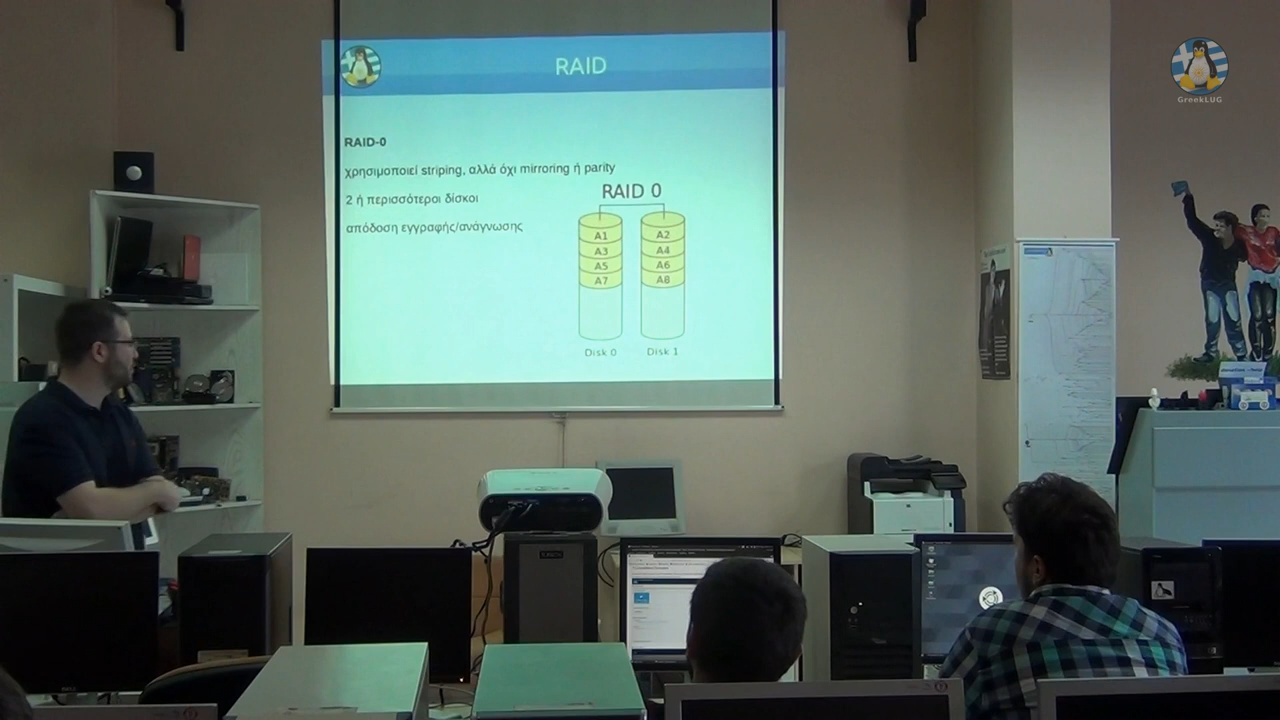 RAID
GreekLUG
RAID-0
χρησιμοποιεί striping, αλλά όχι mirroring ή parity
2 ή περισσότεροι δίσκοι
απόδοση εγγραφής/ανάγνωσης
RAID 0
A1 A2
A3 A4
A5 A6
A7 A8
Disk 0 Disk 1